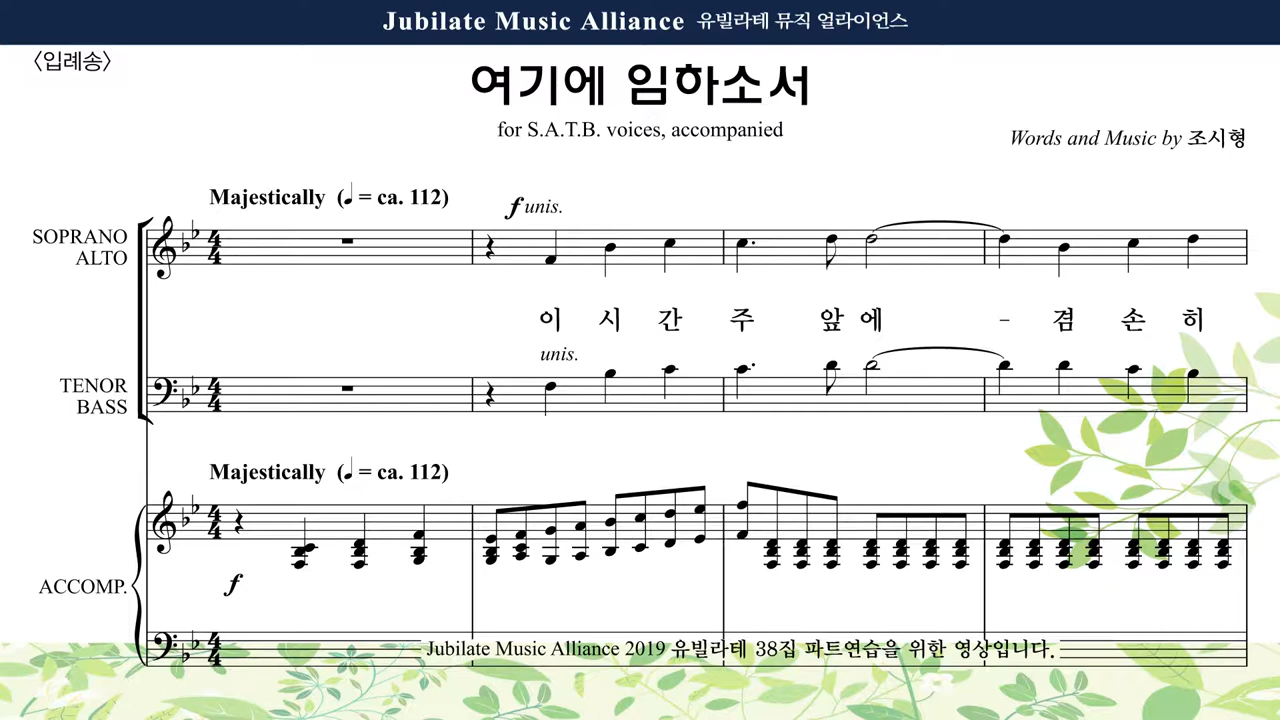 Jubilate Music Alliance 유빌라테 뮤직 얼라이언스
〈입례송〉
여기에 임하소서
for S.A.T.B. voices, accompanied
Words and Music by 조시형
Majestically (♩ = ca. 112)
f unis.
SOPRANO
ALTO
이 시 간 주 앞 에 - 겸 손 히
unis.
TENOR
BASS
Majestically (♩ = ca. 112)
f
ACCOMP.
Jubilate Music Alliance 2019 유빌라테 38집 파트연습을 위한 영상입니다.